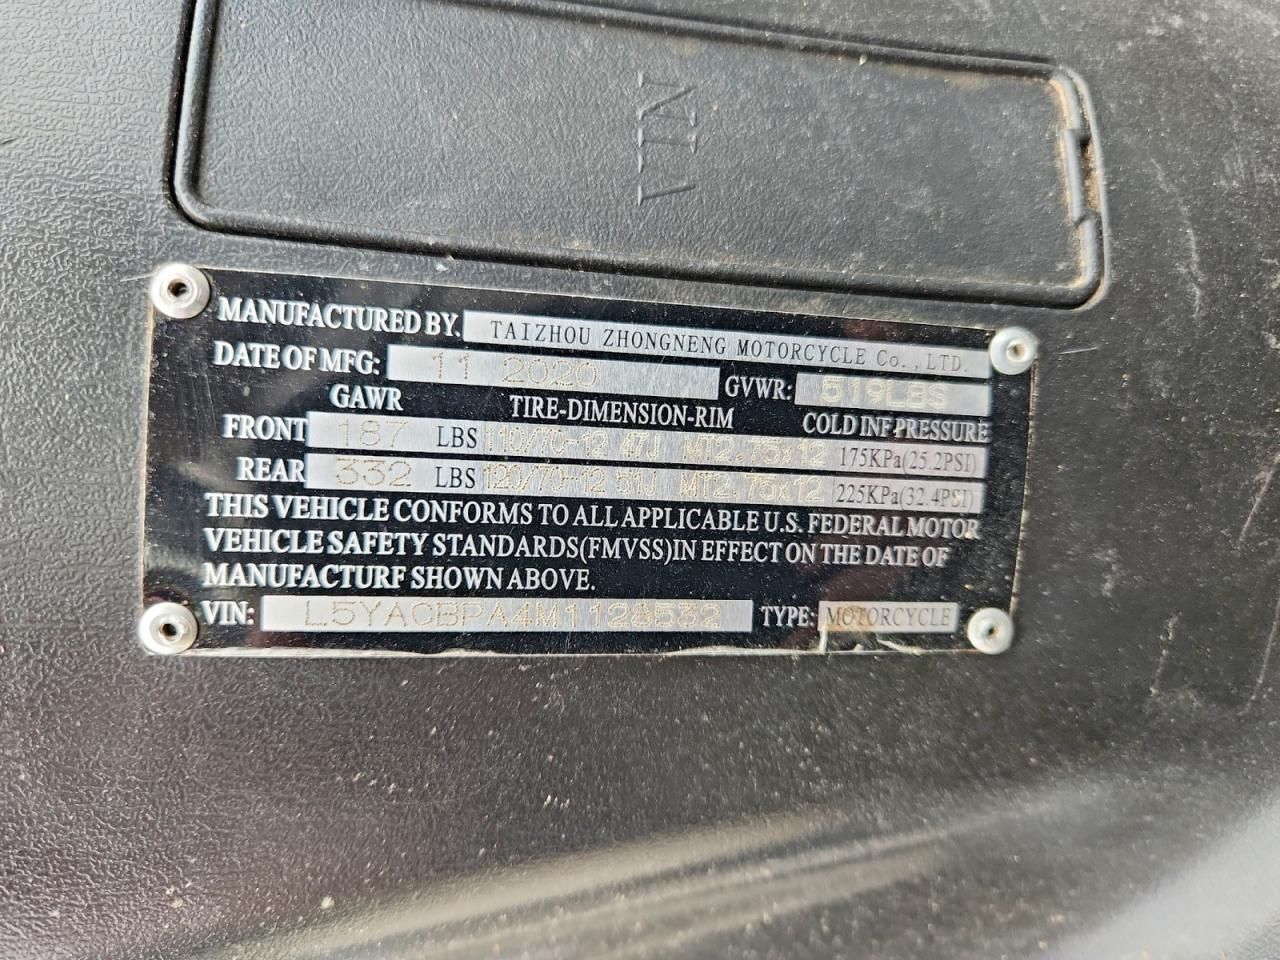 VIN
MANUFACTURED BY. TAIZHOU ZHONGNENG MOTORCYCLE Co., LTD.
DATE OF MFG: 11 2020 GVWR: 519LBS
GAWR TIRE-DIMENSION-RIM COLD INF PRESSURE
FRONT 187 LBS 110/70-12 47J MT2.75x12 175KPa(25.2PSI)
REAR 332 LBS 120/70-12 51J MT2.75x12 225KPa(32.4PSI)
THIS VEHICLE CONFORMS TO ALL APPLICABLE U.S. FEDERAL MOTOR
VEHICLE SAFETY STANDARDS(FMVSS)IN EFFECT ON THE DATE OF
MANUFACTURF SHOWN ABOVE.
VIN: L5YACBPA4M1128532 TYPE: MOTORCYCLE